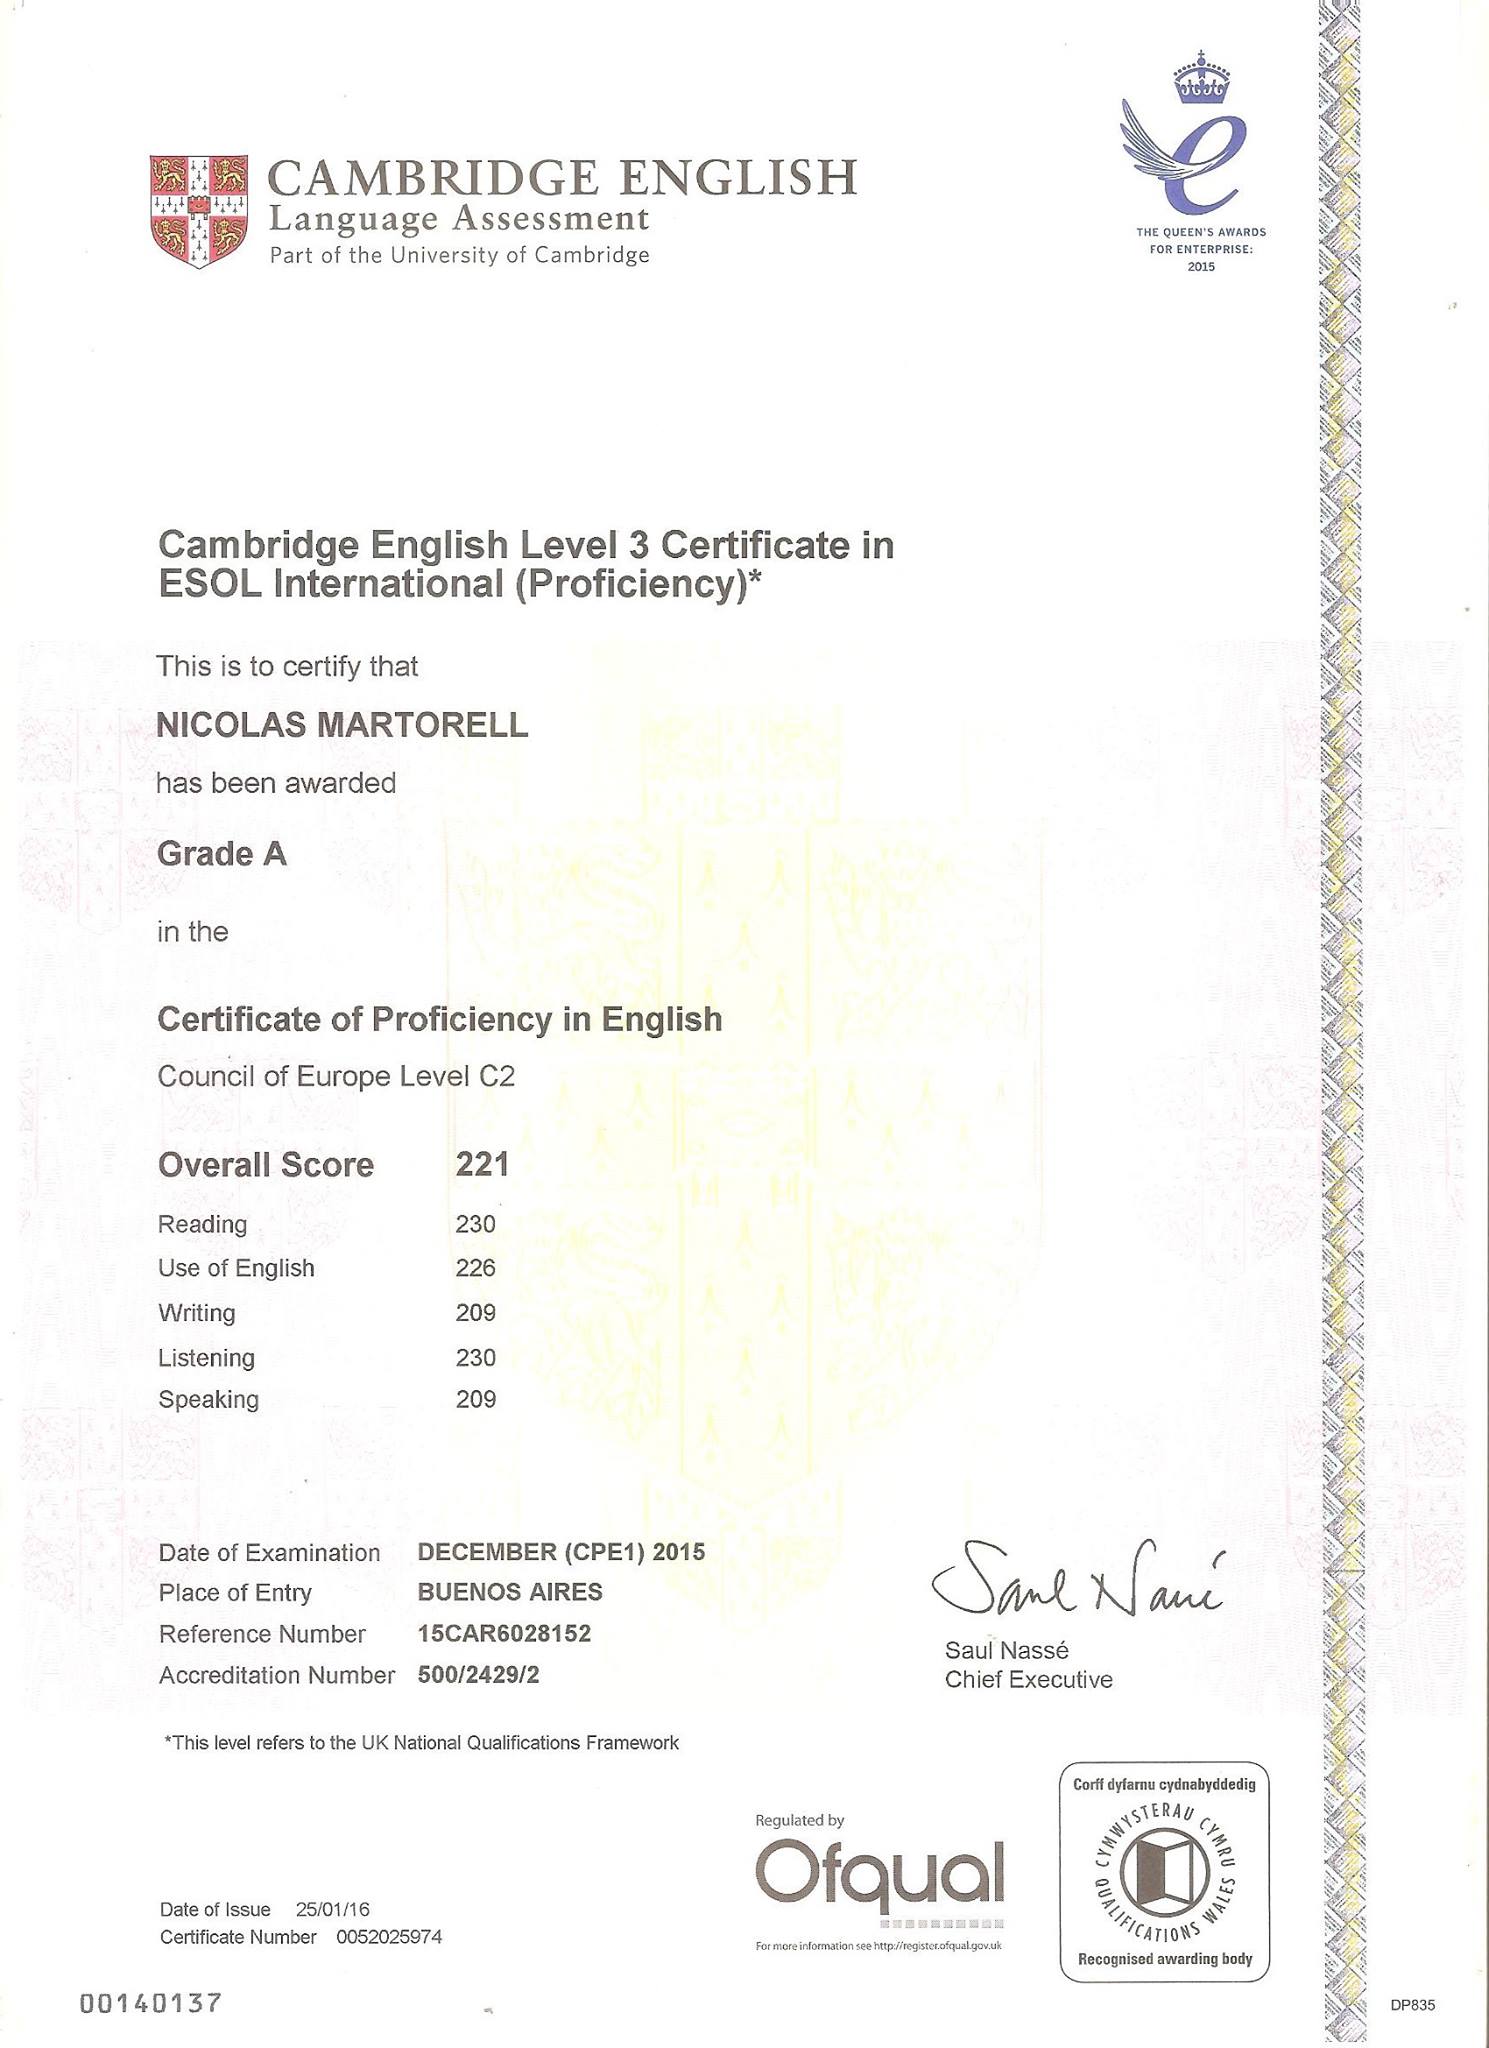 CAMBRIDGE ENGLISH
Language Assessment
Part of the University of Cambridge
THE QUEEN'S AWARDS
FOR ENTERPRISE:
2015
Cambridge English Level 3 Certificate in
ESOL International (Proficiency)*
This is to certify that
NICOLAS MARTORELL
has been awarded
Grade A
in the
Certificate of Proficiency in English
Council of Europe Level C2
Overall Score 221
Reading 230
Use of English 226
Writing 209
Listening 230
Speaking 209
Date of Examination DECEMBER (CPE1) 2015
Place of Entry BUENOS AIRES
Reference Number 15CAR6028152
Accreditation Number 500/2429/2
Saul Nassé
Saul Nassé
Chief Executive
*This level refers to the UK National Qualifications Framework
Regulated by
Ofqual
For more information see http://register.ofqual.gov.uk
Corff dyfarnu cydnabyddedig
CYMWYSTERAU CYMRU
QUALIFICATIONS WALES
Recognised awarding body
Date of Issue 25/01/16
Certificate Number 0052025974
00140137
DP835